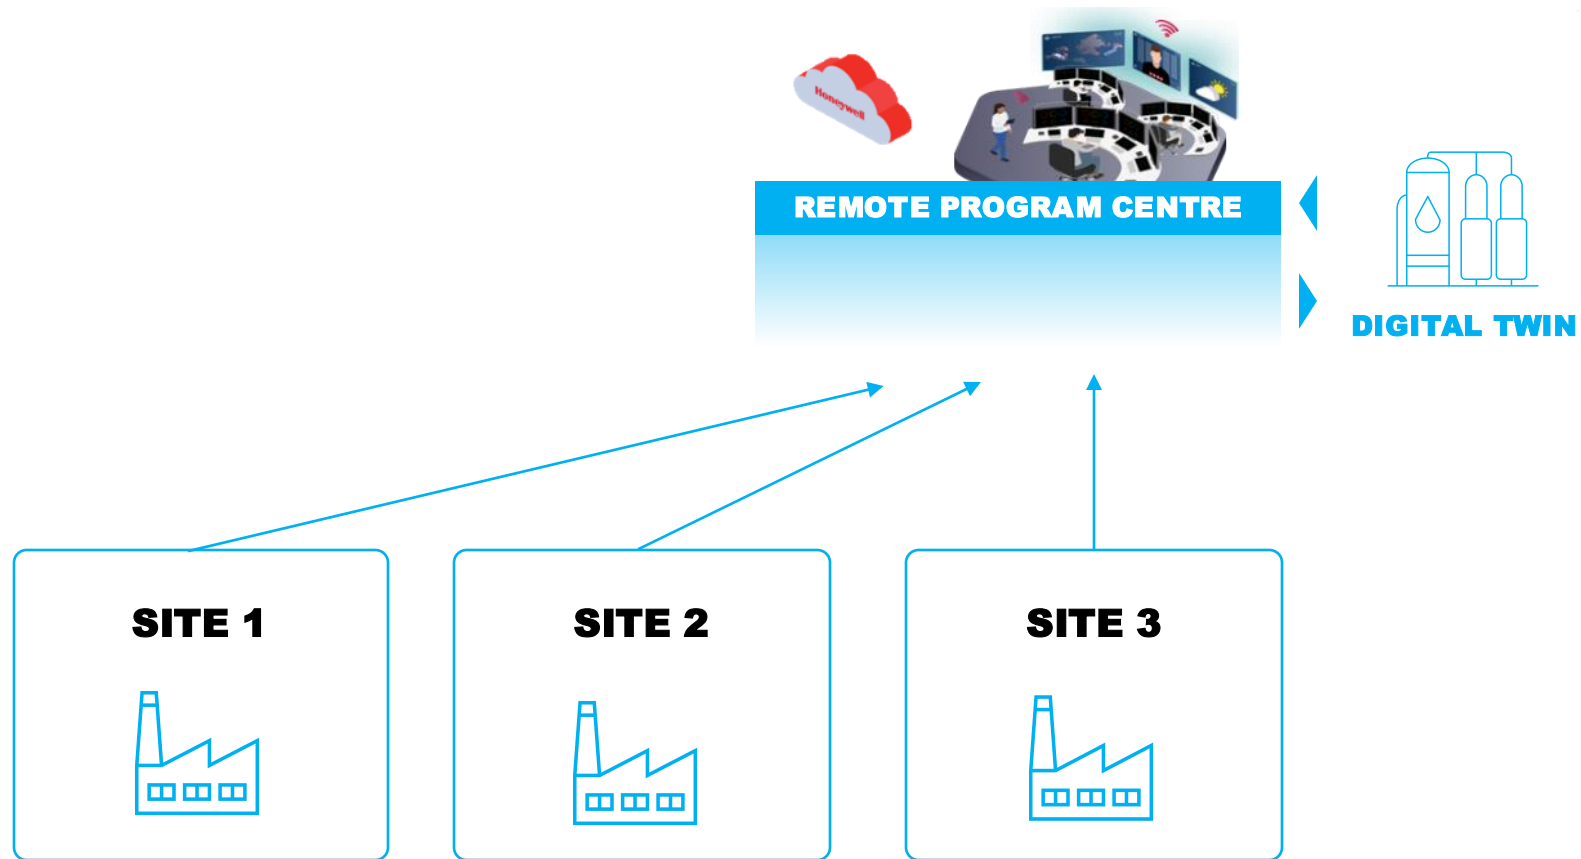 Honeywell
REMOTE PROGRAM CENTRE
DIGITAL TWIN
SITE 1
SITE 2
SITE 3